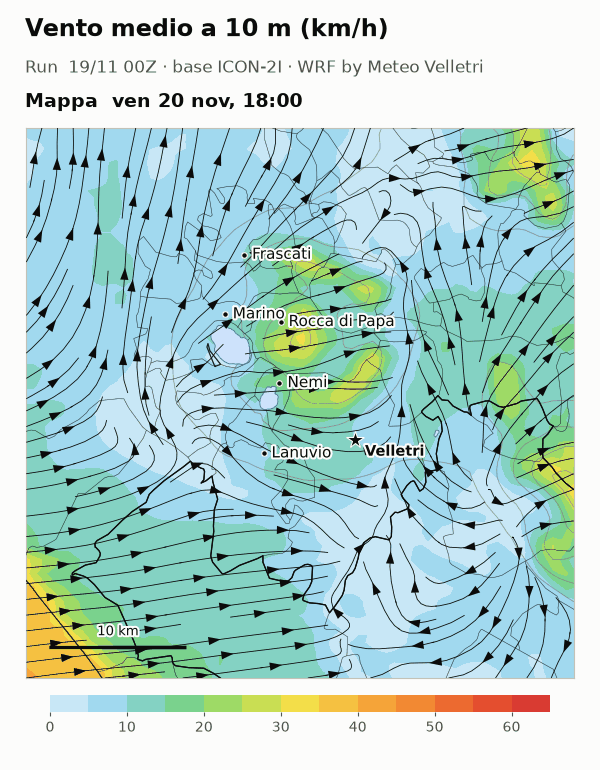 Vento medio a 10 m (km/h)
Run  19/11 00Z · base ICON-2I · WRF by Meteo Velletri
Mappa  ven 20 nov, 18:00
Frascati
Marino
Rocca di Papa
Nemi
Velletri
Lanuvio
10 km
0 10 20 30 40 50 60